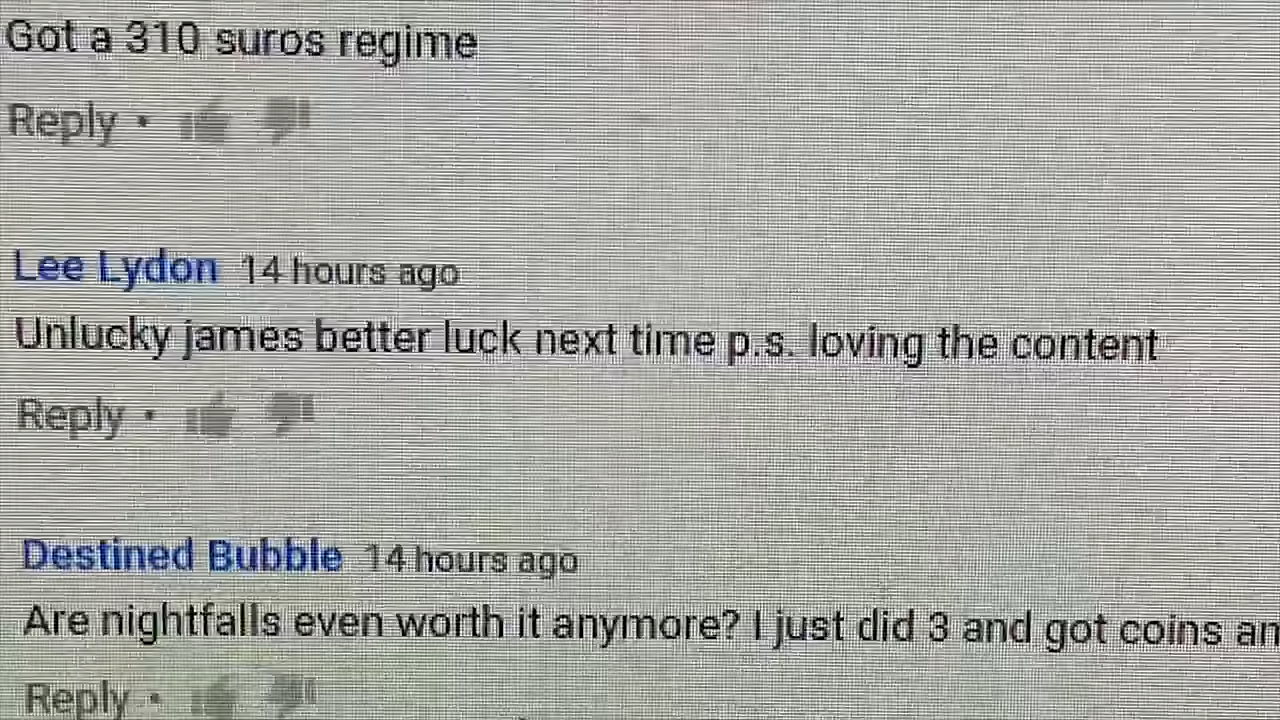 Got a 310 suros regime
Reply •
Lee Lydon 14 hours ago
Unlucky james better luck next time p.s. loving the content
Reply •
Destined Bubble 14 hours ago
Are nightfalls even worth it anymore? I just did 3 and got coins an
Reply •